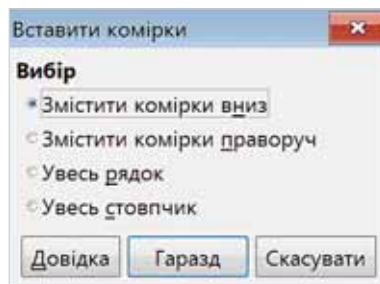 Вставити комірки
Вибір
Змістити комірки вниз
Змістити комірки праворуч
Увесь рядок
Увесь стовпчик
Довідка Гаразд Скасувати